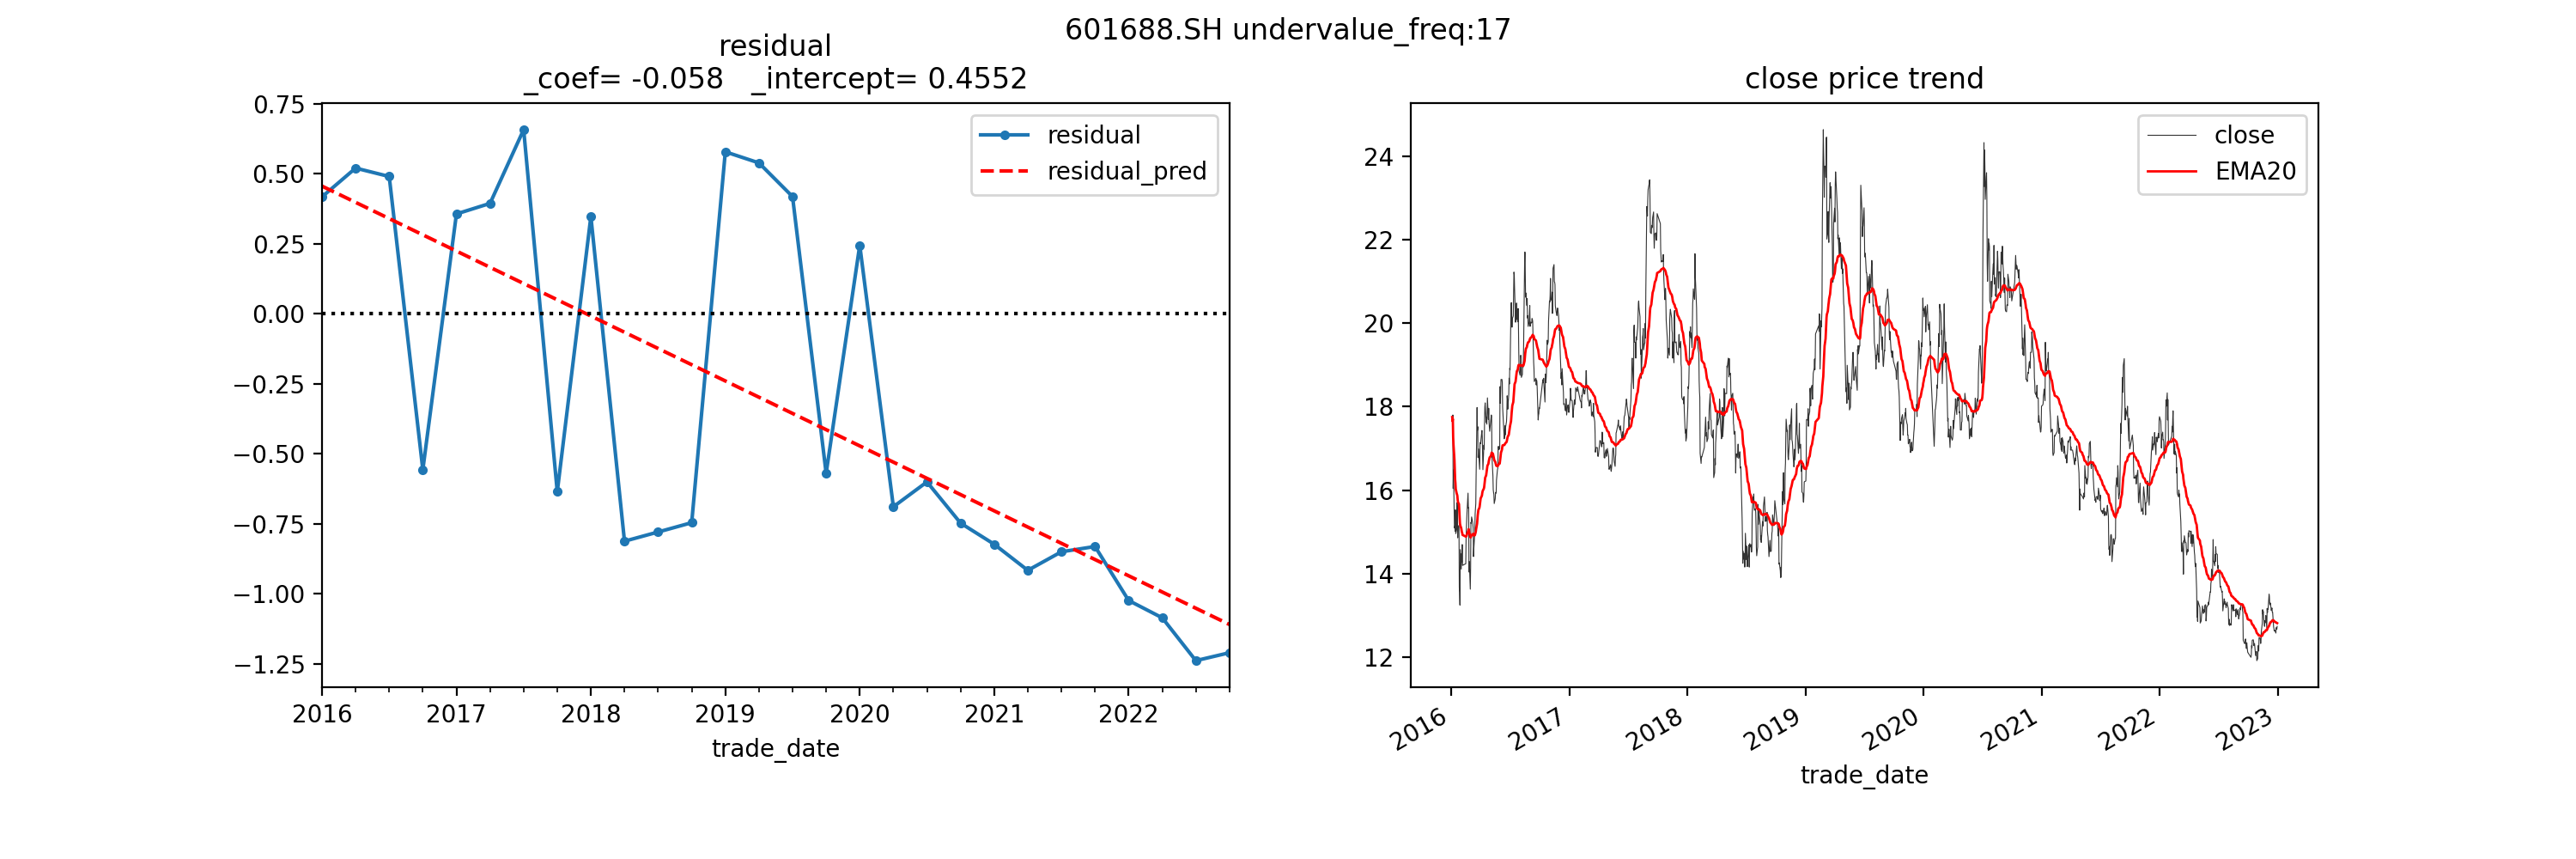 601688.SH undervalue_freq:17
residual
_coef= -0.058 _intercept= 0.4552
0.75
0.50
0.25
0.00
−0.25
−0.50
−0.75
−1.00
−1.25
residual
residual_pred
2016 2017 2018 2019 2020 2021 2022
trade_date
close price trend
24
22
20
18
16
14
12
close
EMA20
2016 2017 2018 2019 2020 2021 2022 2023
trade_date